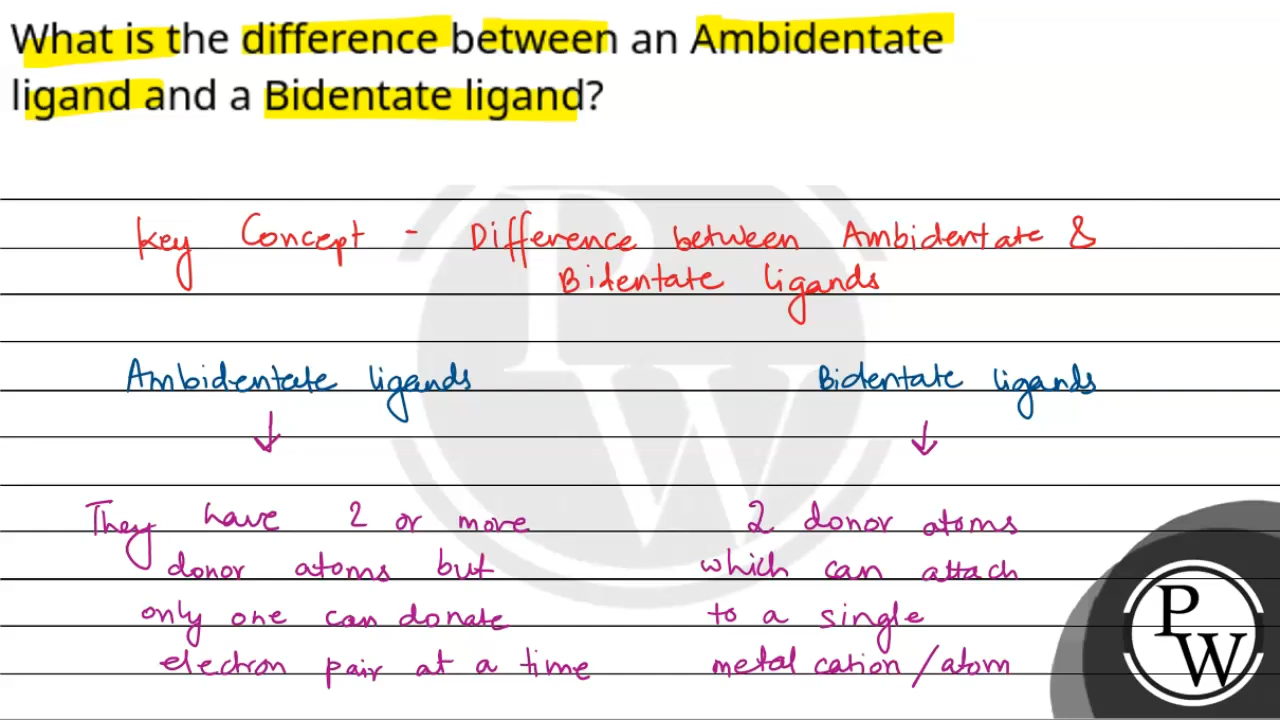 What is the difference between an Ambidentate
ligand and a Bidentate ligand?
Key Concept - Difference between Ambidentate &
Bidentate ligands
Ambidentate ligands
Bidentate ligands
They have 2 or more
donor atoms but
only one can donate
electron pair at a time
2 donor atoms
which can attach
to a single
metal cation/atom
PW
PW